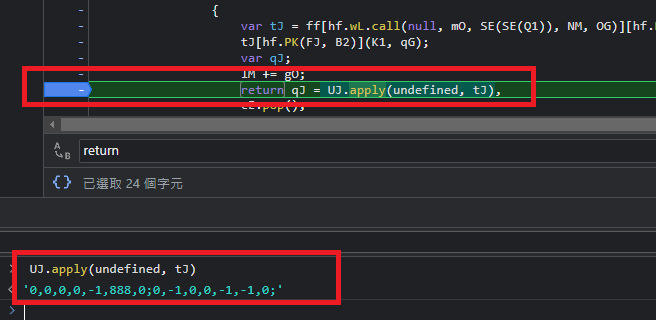 {
var tJ = ff[hf.wL.call(null, mO, SE(SE(Q1)), NM, OG)][hf.
tJ[hf.PK(FJ, B2)](K1, qG);
var qJ;
IM += gO;
return qJ = UJ.apply(undefined, tJ),
tE.pop();
return
{} 已選取 24 個字元
UJ.apply(undefined, tJ)
'0,0,0,0,-1,888,0;0,-1,0,0,-1,-1,0;'